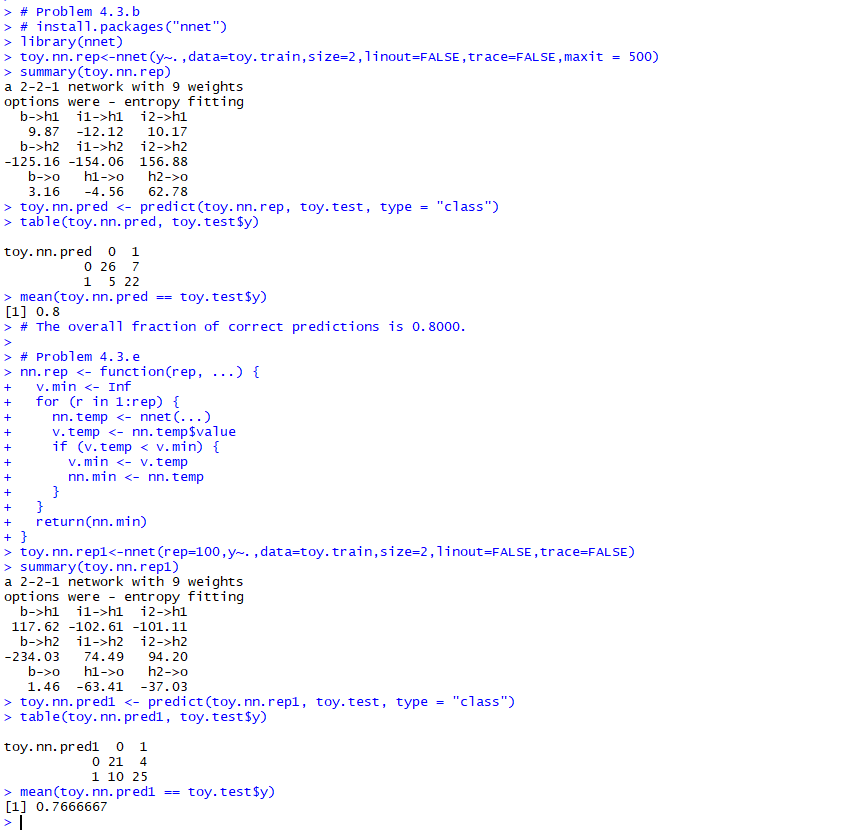 > # Problem 4.3.b
> # install.packages("nnet")
> library(nnet)
> toy.nn.rep<-nnet(y~.,data=toy.train,size=2,linout=FALSE,trace=FALSE,maxit = 500)
> summary(toy.nn.rep)
a 2-2-1 network with 9 weights
options were - entropy fitting
  b->h1  i1->h1  i2->h1
   9.87  -12.12   10.17
  b->h2  i1->h2  i2->h2
-125.16 -154.06  156.88
   b->o   h1->o   h2->o
   3.16   -4.56   62.78
> toy.nn.pred <- predict(toy.nn.rep, toy.test, type = "class")
> table(toy.nn.pred, toy.test$y)
toy.nn.pred  0  1
          0 26  7
          1  5 22
> mean(toy.nn.pred == toy.test$y)
[1] 0.8
> # The overall fraction of correct predictions is 0.8000.
>
> # Problem 4.3.e
> nn.rep <- function(rep, ...) {
+   v.min <- Inf
+   for (r in 1:rep) {
+     nn.temp <- nnet(...)
+     v.temp <- nn.temp$value
+     if (v.temp < v.min) {
+       v.min <- v.temp
+       nn.min <- nn.temp
+     }
+   }
+   return(nn.min)
+ }
> toy.nn.rep1<-nnet(rep=100,y~.,data=toy.train,size=2,linout=FALSE,trace=FALSE)
> summary(toy.nn.rep1)
a 2-2-1 network with 9 weights
options were - entropy fitting
  b->h1  i1->h1  i2->h1
 117.62 -102.61 -101.11
  b->h2  i1->h2  i2->h2
-234.03   74.49   94.20
   b->o   h1->o   h2->o
   1.46  -63.41  -37.03
> toy.nn.pred1 <- predict(toy.nn.rep1, toy.test, type = "class")
> table(toy.nn.pred1, toy.test$y)
toy.nn.pred1  0  1
           0 21  4
           1 10 25
> mean(toy.nn.pred1 == toy.test$y)
[1] 0.7666667
>